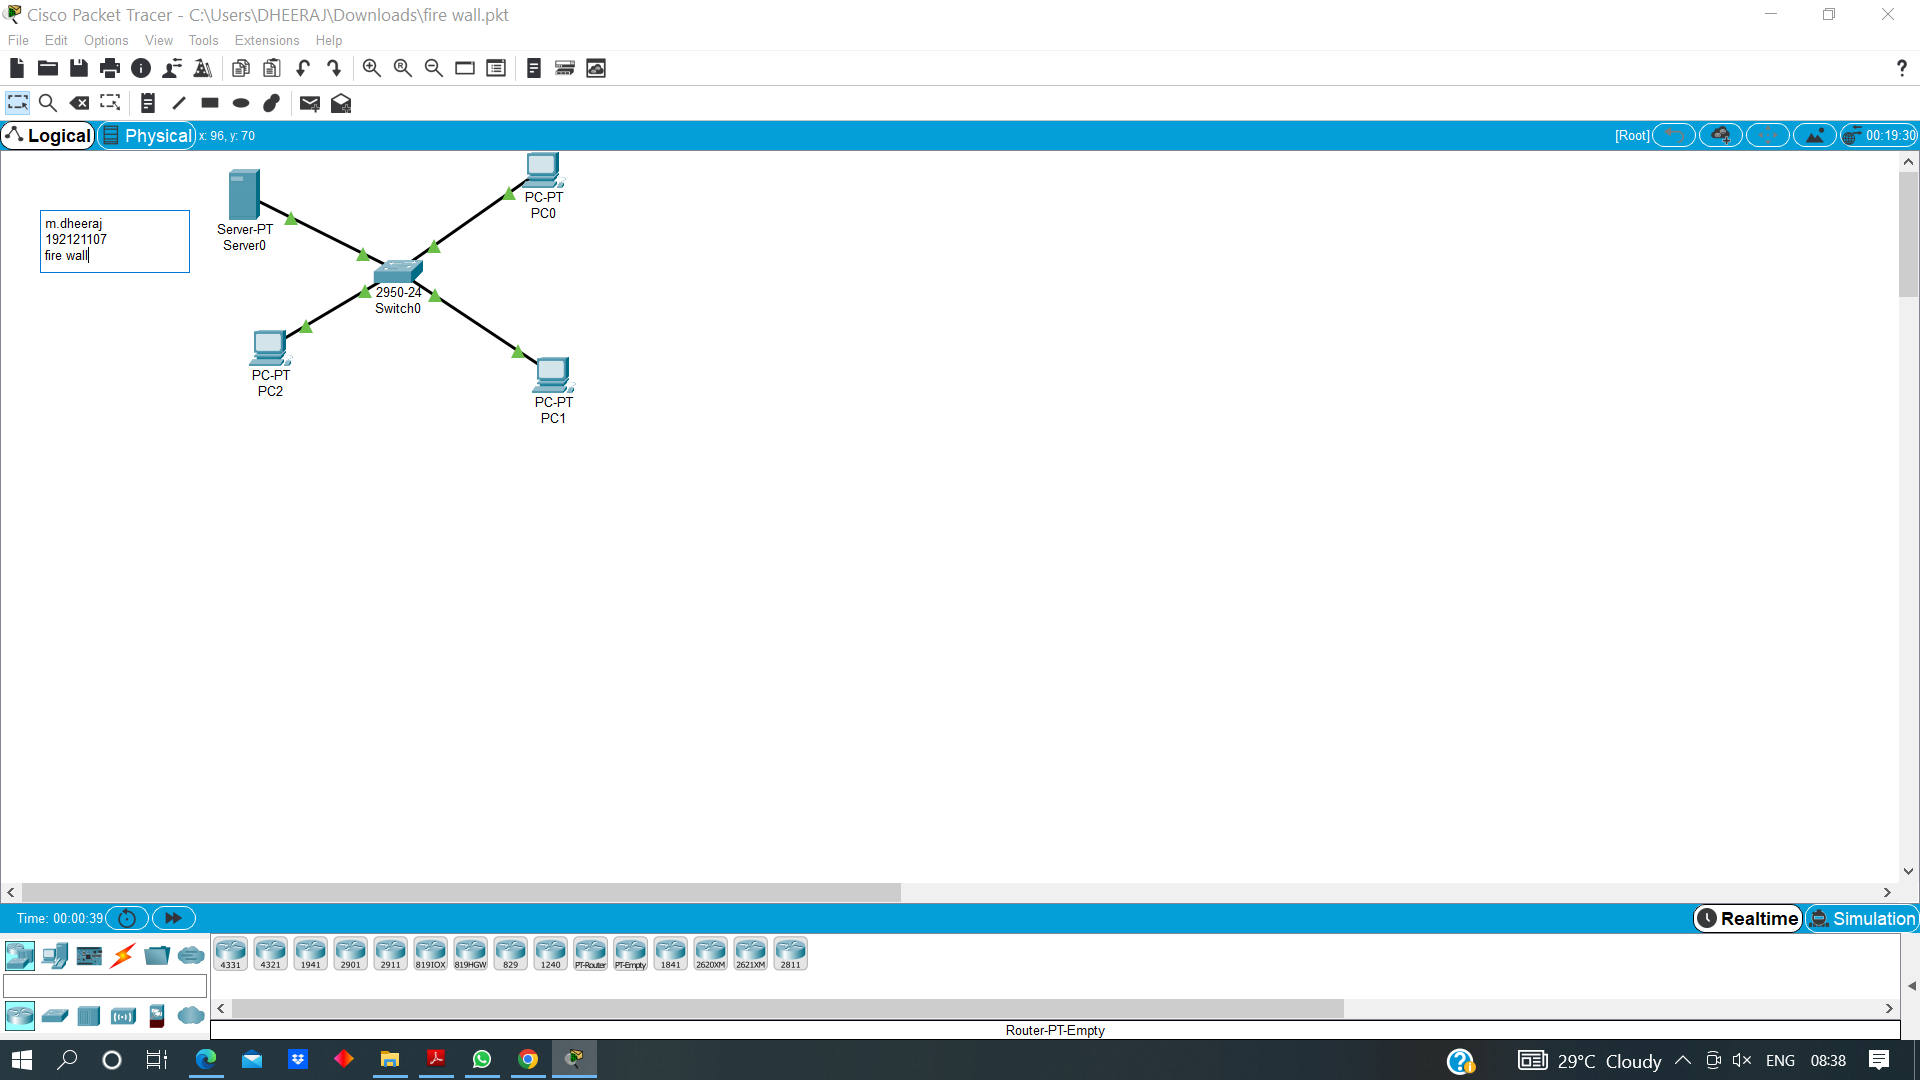 Cisco Packet Tracer - C:\Users\DHEERAJ\Downloads\fire wall.pkt
File Edit Options View Tools Extensions Help
?
Logical Physical x: 96, y: 70 [Root] 00:19:30
PC-PT
PC0
Server-PT
Server0
m.dheeraj
192121107
fire wall
2950-24
Switch0
PC-PT
PC2
PC-PT
PC1
Time: 00:00:39 Realtime Simulation
4331 4321 1941 2901 2911 819IOX 819HGW 829 1240 PT-Router PT-Empty 1841 2620XM 2621XM 2811
Router-PT-Empty
29°C Cloudy ENG 08:38